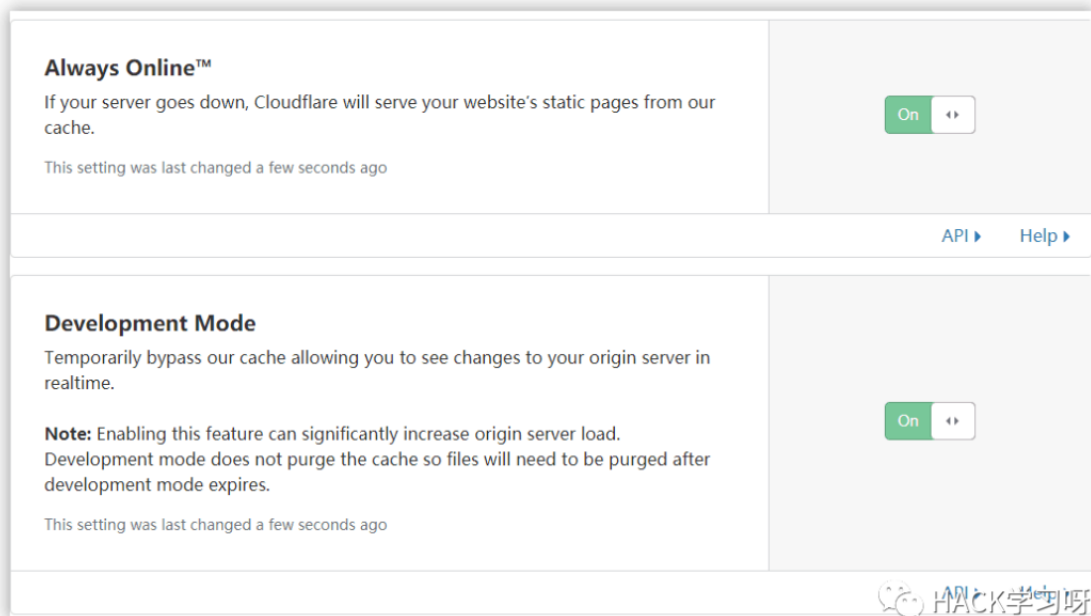 Always Online™
If your server goes down, Cloudflare will serve your website's static pages from our
cache.
This setting was last changed a few seconds ago
On
API
Help
Development Mode
Temporarily bypass our cache allowing you to see changes to your origin server in
realtime.
Note: Enabling this feature can significantly increase origin server load.
Development mode does not purge the cache so files will need to be purged after
development mode expires.
This setting was last changed a few seconds ago
On
API
Help
HACK学习呀